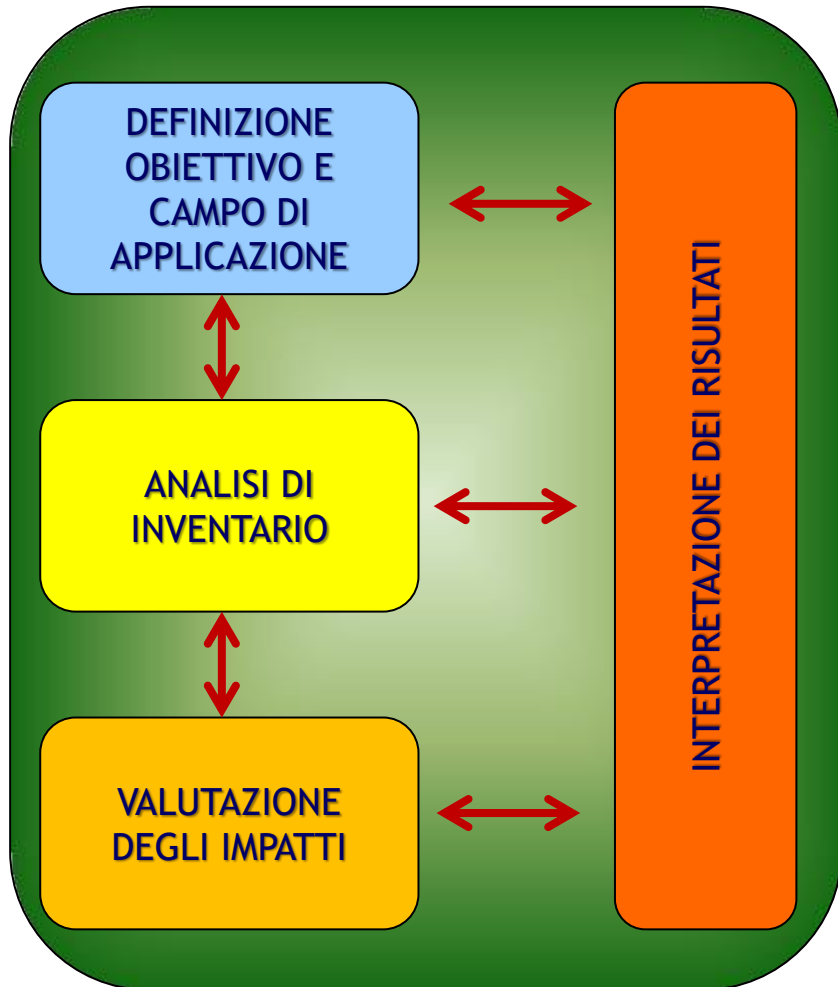 DEFINIZIONE
OBIETTIVO E
CAMPO DI
APPLICAZIONE
ANALISI DI
INVENTARIO
VALUTAZIONE
DEGLI IMPATTI
INTERPRETAZIONE DEI RISULTATI